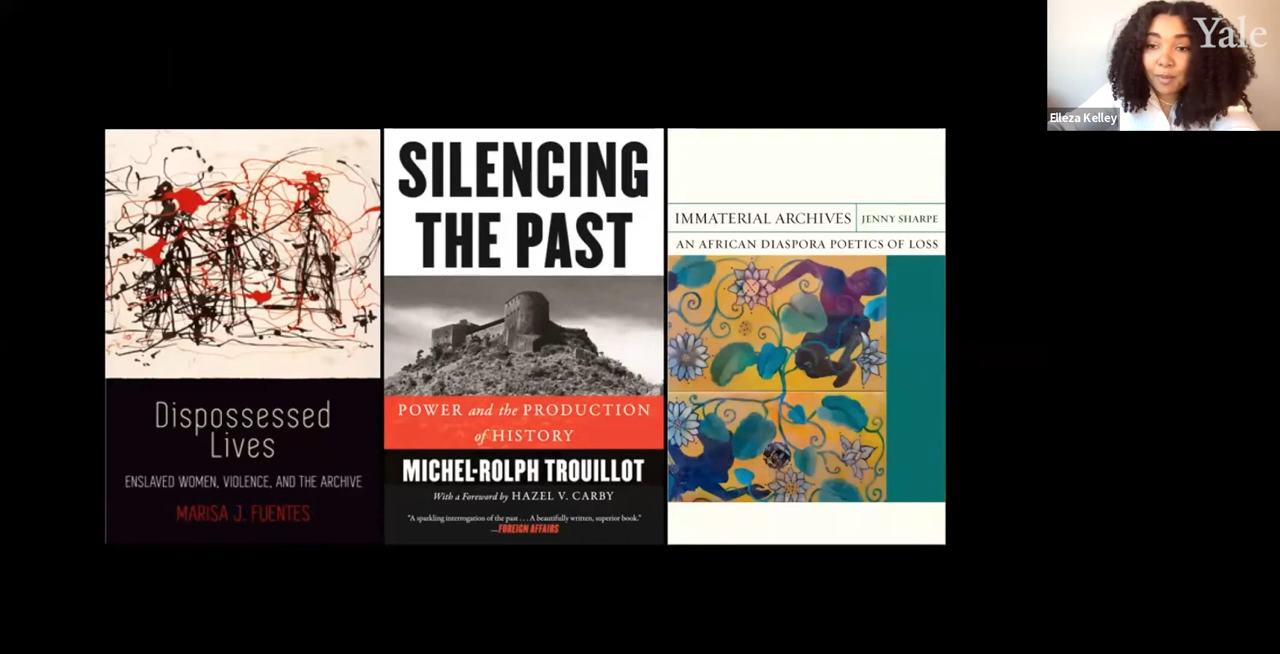 Yale
Elleza Kelley
Dispossessed
Lives
ENSLAVED WOMEN, VIOLENCE, AND THE ARCHIVE
MARISA J. FUENTES
SILENCING
THE PAST
POWER and the PRODUCTION
of HISTORY
MICHEL-ROLPH TROUILLOT
With a Foreword by HAZEL V. CARBY
"A sparkling interrogation of the past . . . A beautifully written, superior book."
—FOREIGN AFFAIRS
IMMATERIAL ARCHIVES JENNY SHARPE
AN AFRICAN DIASPORA POETICS OF LOSS